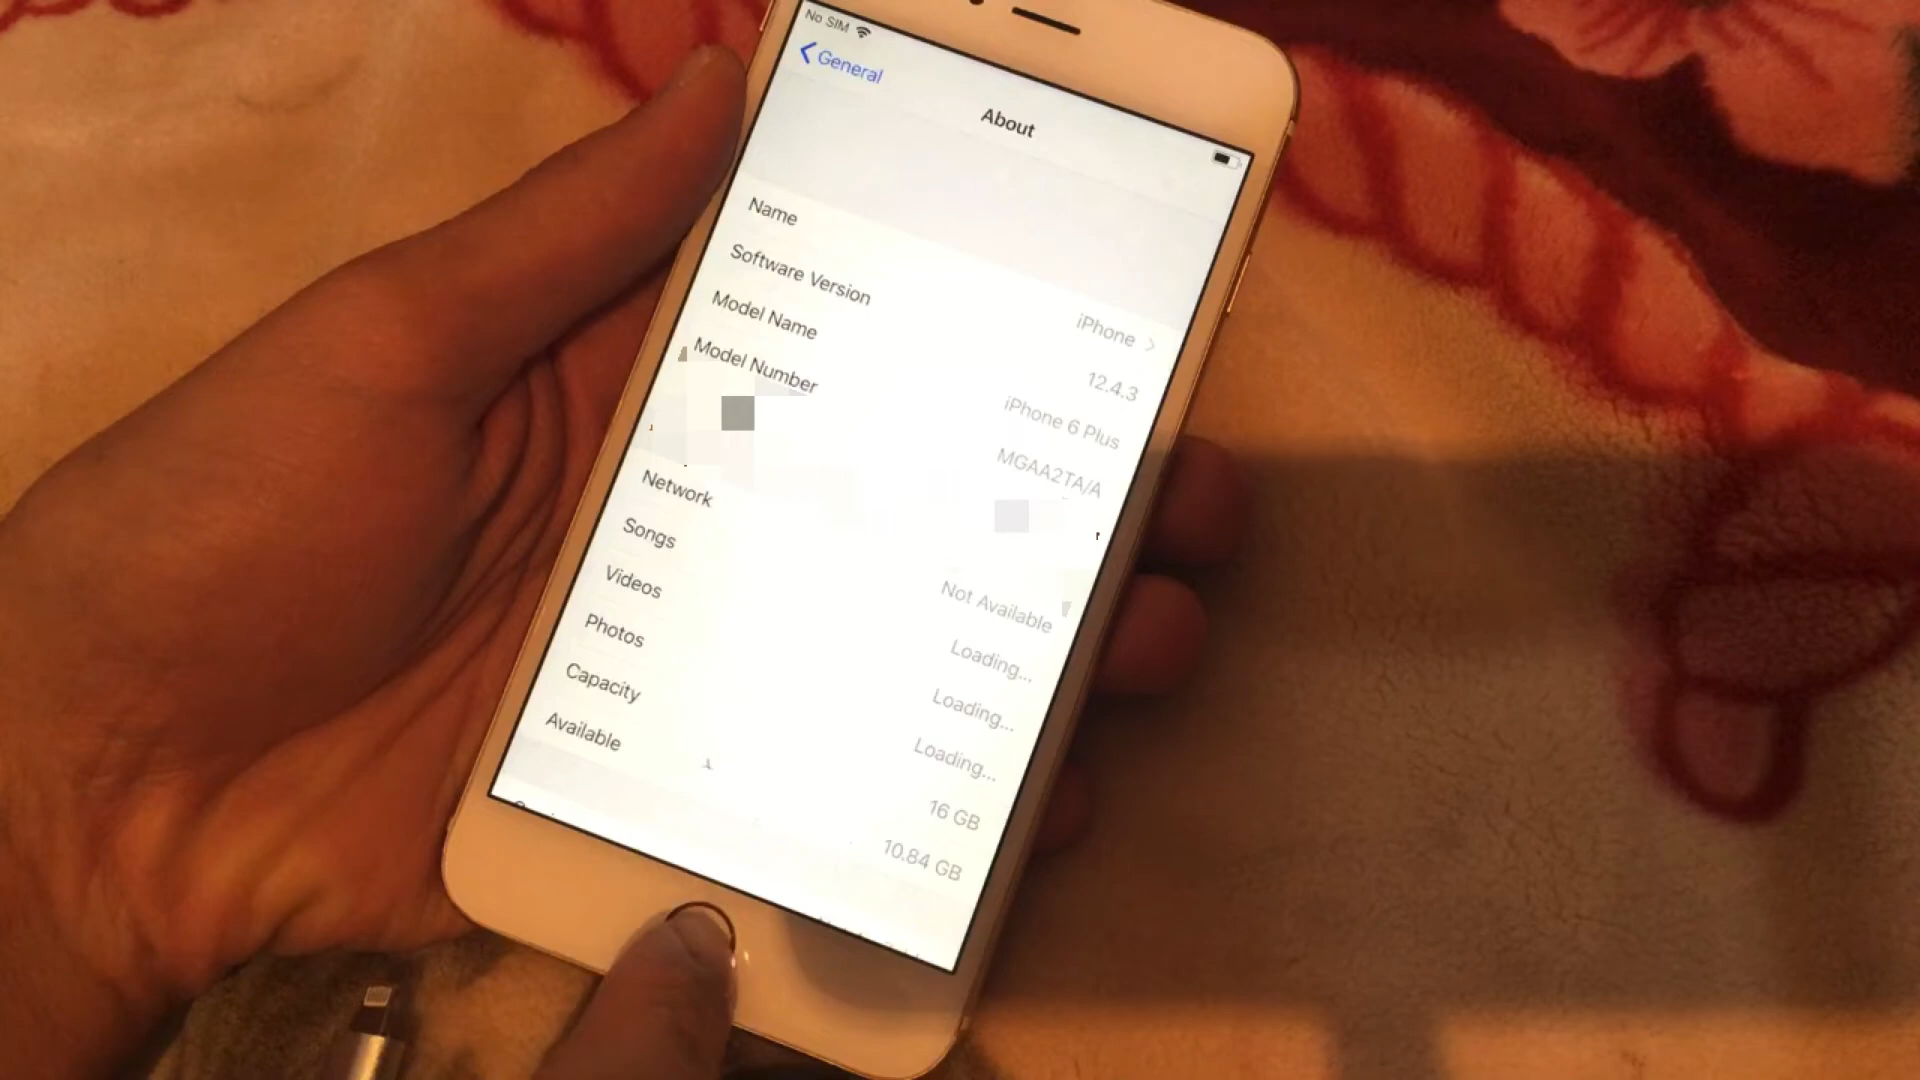 No SIM
General
About
Name
iPhone
Software Version
12.4.3
Model Name
iPhone 6 Plus
Model Number
MGAA2TA/A
Network
Not Available
Songs
Loading...
Videos
Loading...
Photos
Loading...
Capacity
16 GB
Available
10.84 GB